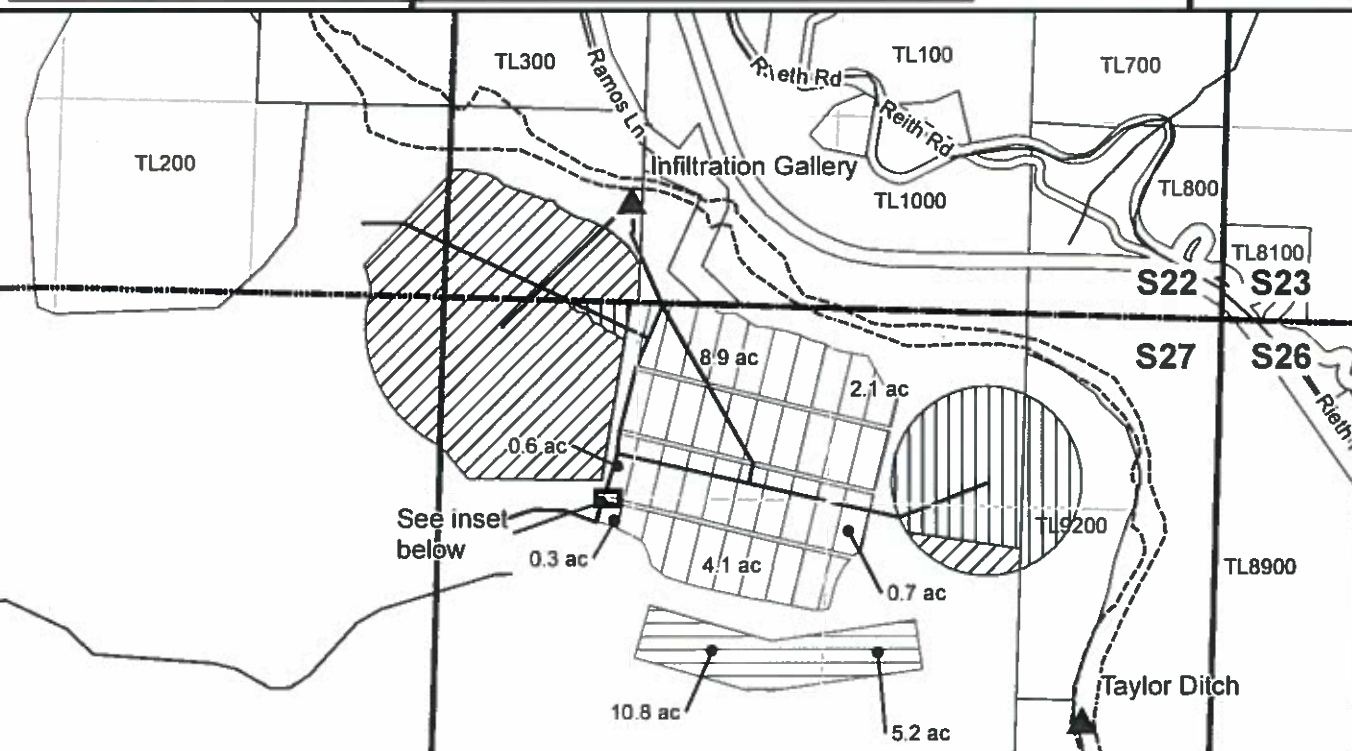 TL300
TL100
TL700
Ramos Ln
Rieth Rd
Reith Rd
TL200
Infiltration Gallery
TL1000
TL800
TL8100
S22
S23
S27
S26
Rieth
8.9 ac
2.1 ac
0.6 ac
See inset
below
0.3 ac
4.1 ac
0.7 ac
TL9200
TL8900
10.8 ac
5.2 ac
Taylor Ditch